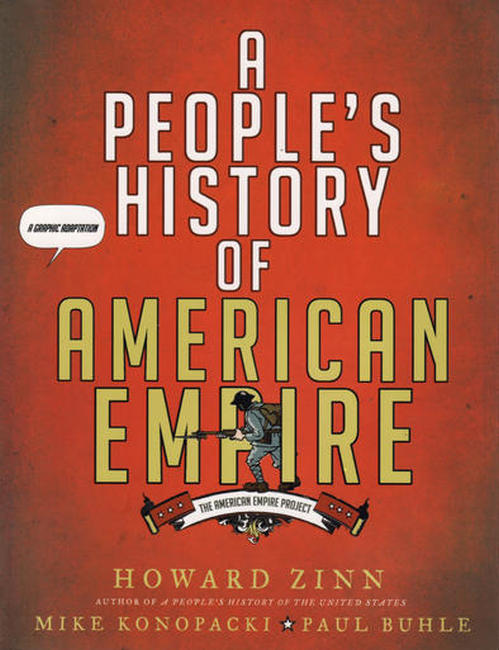 A
PEOPLE'S
HISTORY
A GRAPHIC ADAPTATION
OF
AMERICAN
EMPIRE
THE AMERICAN EMPIRE PROJECT
HOWARD ZINN
AUTHOR OF A PEOPLE'S HISTORY OF THE UNITED STATES
MIKE KONOPACKI ★ PAUL BUHLE